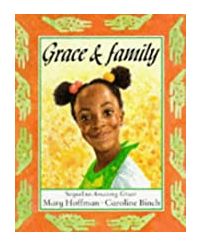 Grace & family
Sequel to Amazing Grace
Mary Hoffman · Caroline Binch